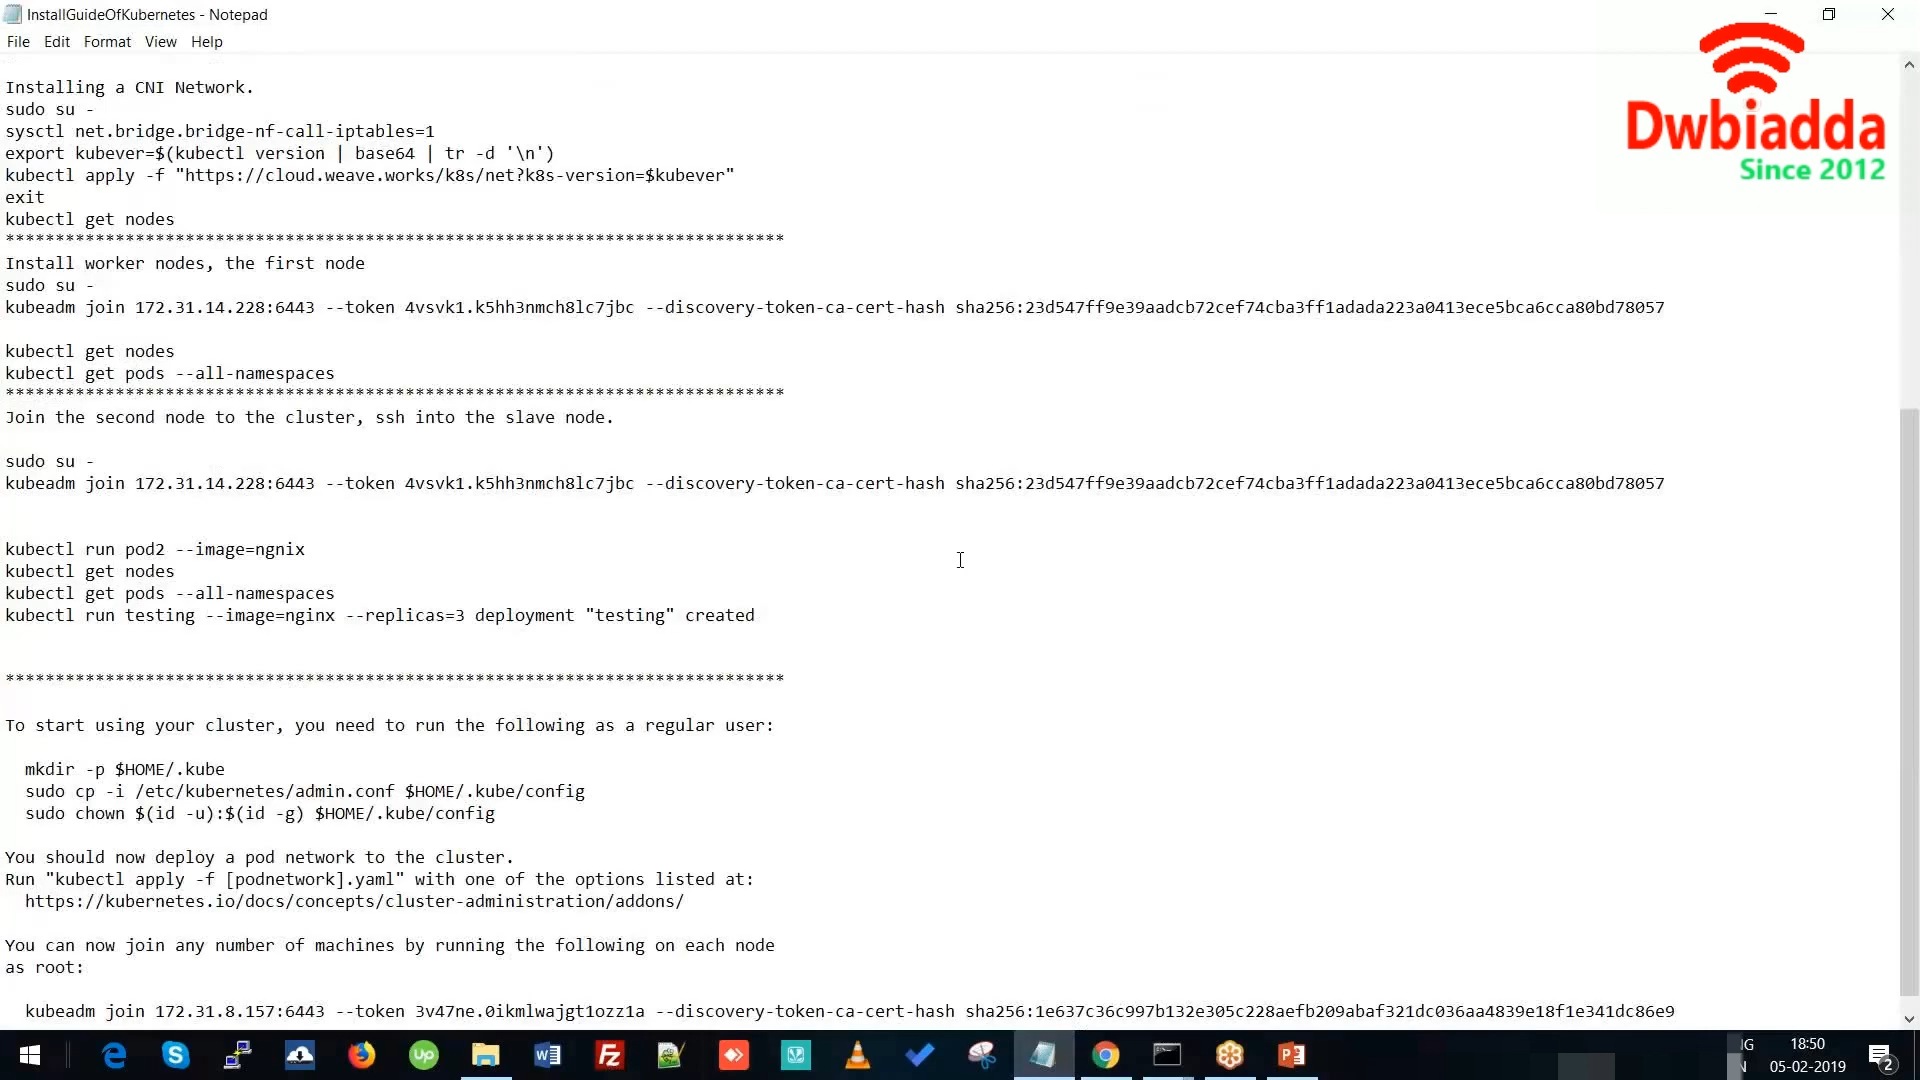 InstallGuideOfKubernetes - Notepad
File Edit Format View Help
Dwbiadda
Since 2012
Installing a CNI Network.
sudo su -
sysctl net.bridge.bridge-nf-call-iptables=1
export kubever=$(kubectl version | base64 | tr -d '\n')
kubectl apply -f "https://cloud.weave.works/k8s/net?k8s-version=$kubever"
exit
kubectl get nodes
******************************************************************************
Install worker nodes, the first node
sudo su -
kubeadm join 172.31.14.228:6443 --token 4vsvk1.k5hh3nmch8lc7jbc --discovery-token-ca-cert-hash sha256:23d547ff9e39aadcb72cef74cba3ff1adada223a0413ece5bca6cca80bd78057
kubectl get nodes
kubectl get pods --all-namespaces
******************************************************************************
Join the second node to the cluster, ssh into the slave node.
sudo su -
kubeadm join 172.31.14.228:6443 --token 4vsvk1.k5hh3nmch8lc7jbc --discovery-token-ca-cert-hash sha256:23d547ff9e39aadcb72cef74cba3ff1adada223a0413ece5bca6cca80bd78057
kubectl run pod2 --image=ngnix
kubectl get nodes
kubectl get pods --all-namespaces
kubectl run testing --image=nginx --replicas=3 deployment "testing" created
******************************************************************************
To start using your cluster, you need to run the following as a regular user:
mkdir -p $HOME/.kube
sudo cp -i /etc/kubernetes/admin.conf $HOME/.kube/config
sudo chown $(id -u):$(id -g) $HOME/.kube/config
You should now deploy a pod network to the cluster.
Run "kubectl apply -f [podnetwork].yaml" with one of the options listed at:
https://kubernetes.io/docs/concepts/cluster-administration/addons/
You can now join any number of machines by running the following on each node
as root:
kubeadm join 172.31.8.157:6443 --token 3v47ne.0ikmlwajgt1ozz1a --discovery-token-ca-cert-hash sha256:1e637c36c997b132e305c228aefb209abaf321dc036aa4839e18f1e341dc86e9
18:50
05-02-2019
2